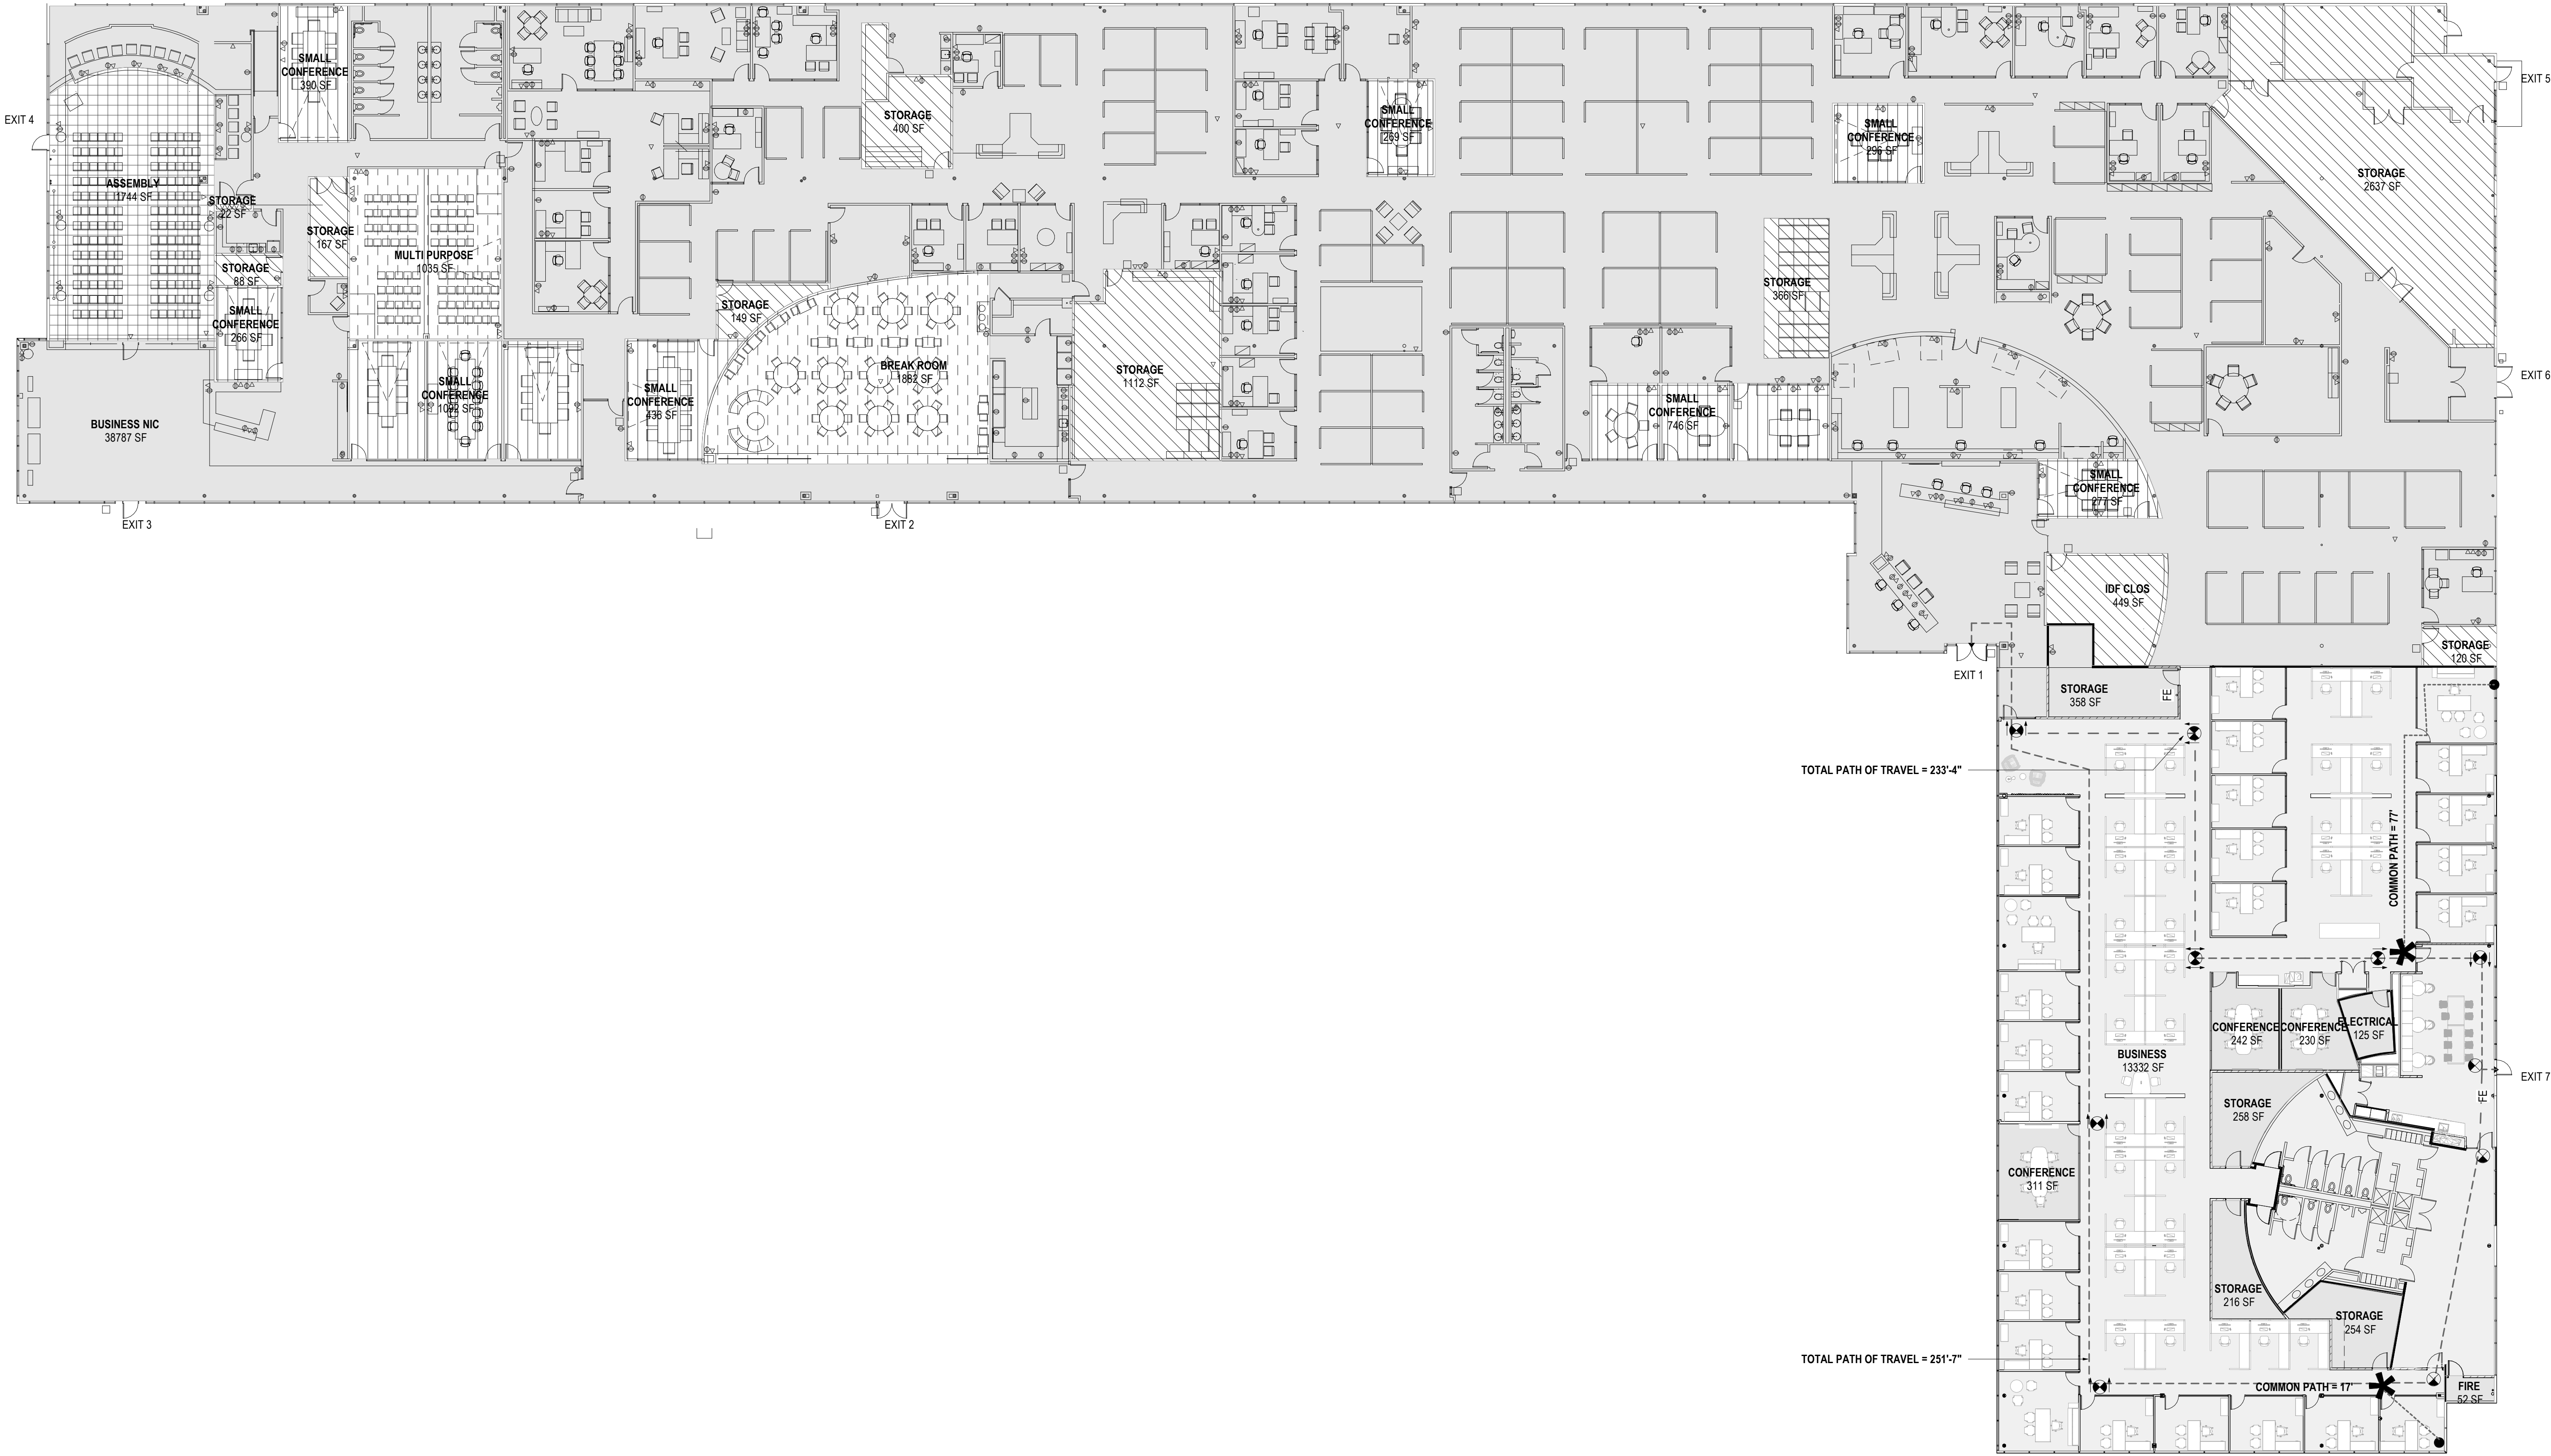 SMALL
CONFERENCE
390 SF
EXIT 5
STORAGE
400 SF
SMALL
CONFERENCE
269 SF
SMALL
CONFERENCE
296 SF
EXIT 4
ASSEMBLY
1744 SF
STORAGE
2637 SF
STORAGE
22 SF
STORAGE
167 SF
MULTI PURPOSE
1035 SF
STORAGE
88 SF
STORAGE
366 SF
SMALL
CONFERENCE
266 SF
STORAGE
149 SF
BREAK ROOM
1882 SF
STORAGE
1112 SF
EXIT 6
SMALL
CONFERENCE
1092 SF
SMALL
CONFERENCE
436 SF
SMALL
CONFERENCE
746 SF
BUSINESS NIC
38787 SF
SMALL
CONFERENCE
277 SF
EXIT 3
EXIT 2
IDF CLOS
449 SF
STORAGE
120 SF
EXIT 1
STORAGE
358 SF
FE
TOTAL PATH OF TRAVEL = 233'-4"
COMMON PATH = 77'
CONFERENCE
242 SF
CONFERENCE
230 SF
ELECTRICAL
125 SF
BUSINESS
13332 SF
EXIT 7
FE
STORAGE
258 SF
CONFERENCE
311 SF
STORAGE
216 SF
STORAGE
254 SF
TOTAL PATH OF TRAVEL = 251'-7"
COMMON PATH = 17'
FIRE
52 SF